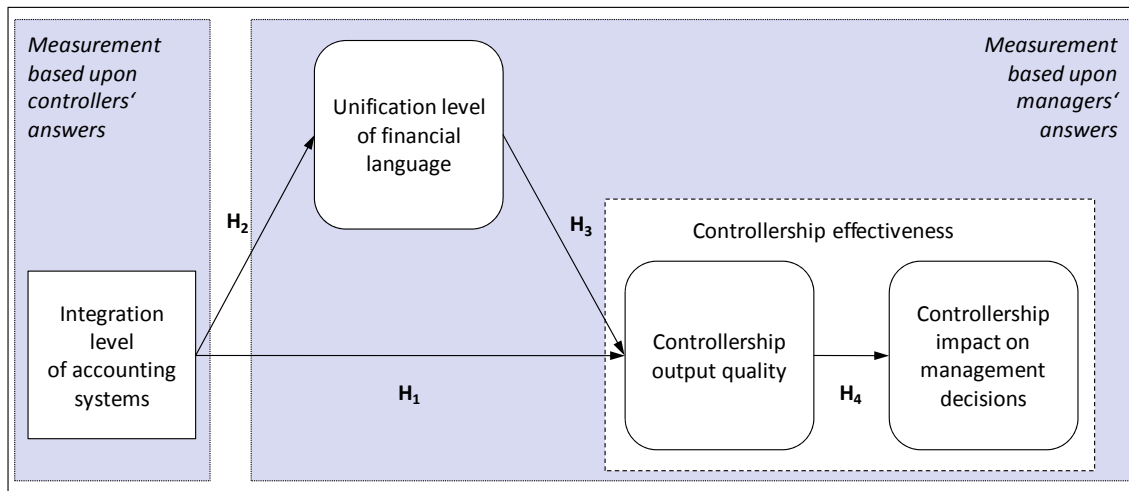 Measurement
based upon
controllers‘
answers
Measurement
based upon
managers‘
answers
Unification level
of financial
language
H2
H3
Controllership effectiveness
Integration
level
of accounting
systems
Controllership
output quality
Controllership
impact on
management
decisions
H1
H4